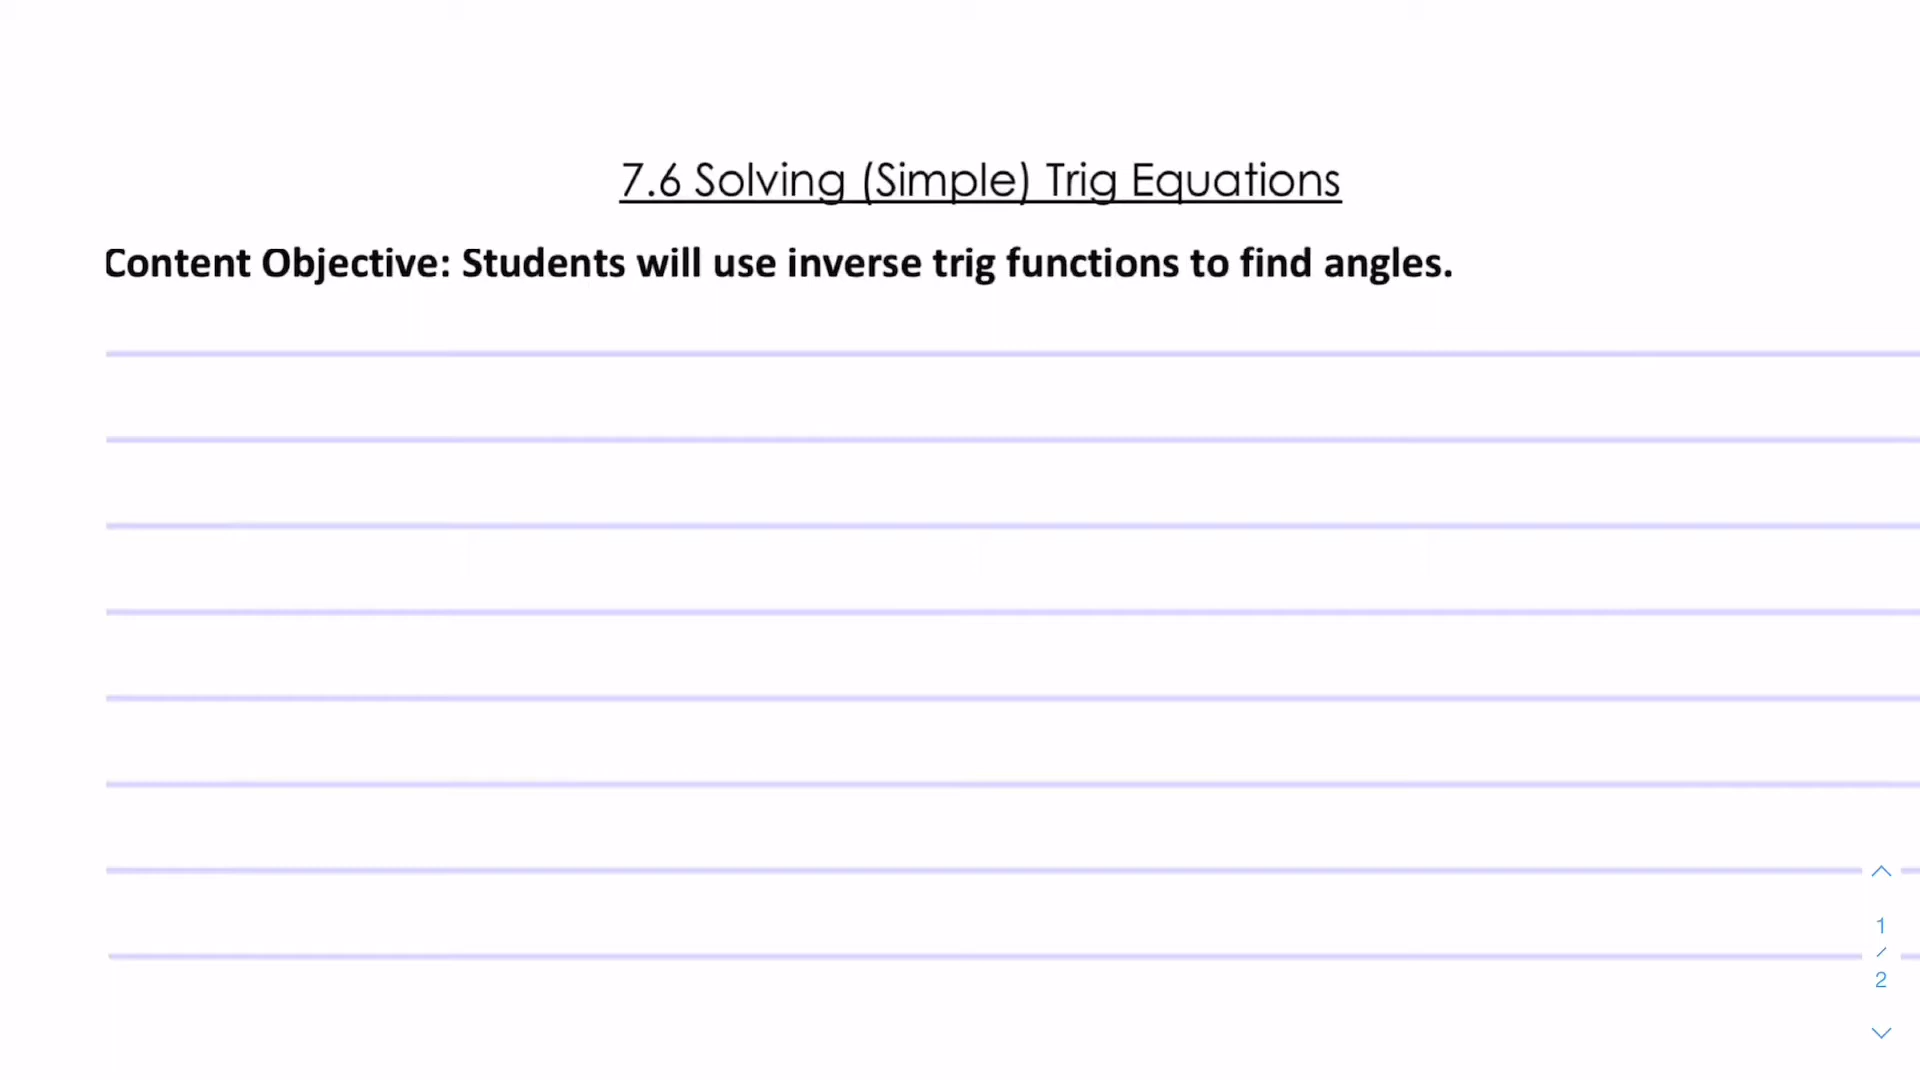 7.6 Solving (Simple) Trig Equations
Content Objective: Students will use inverse trig functions to find angles.
1
/
2